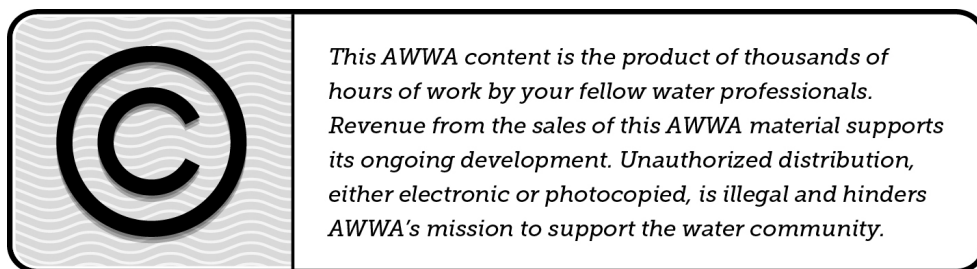 This AWWA content is the product of thousands of
hours of work by your fellow water professionals.
Revenue from the sales of this AWWA material supports
its ongoing development. Unauthorized distribution,
either electronic or photocopied, is illegal and hinders
AWWA's mission to support the water community.